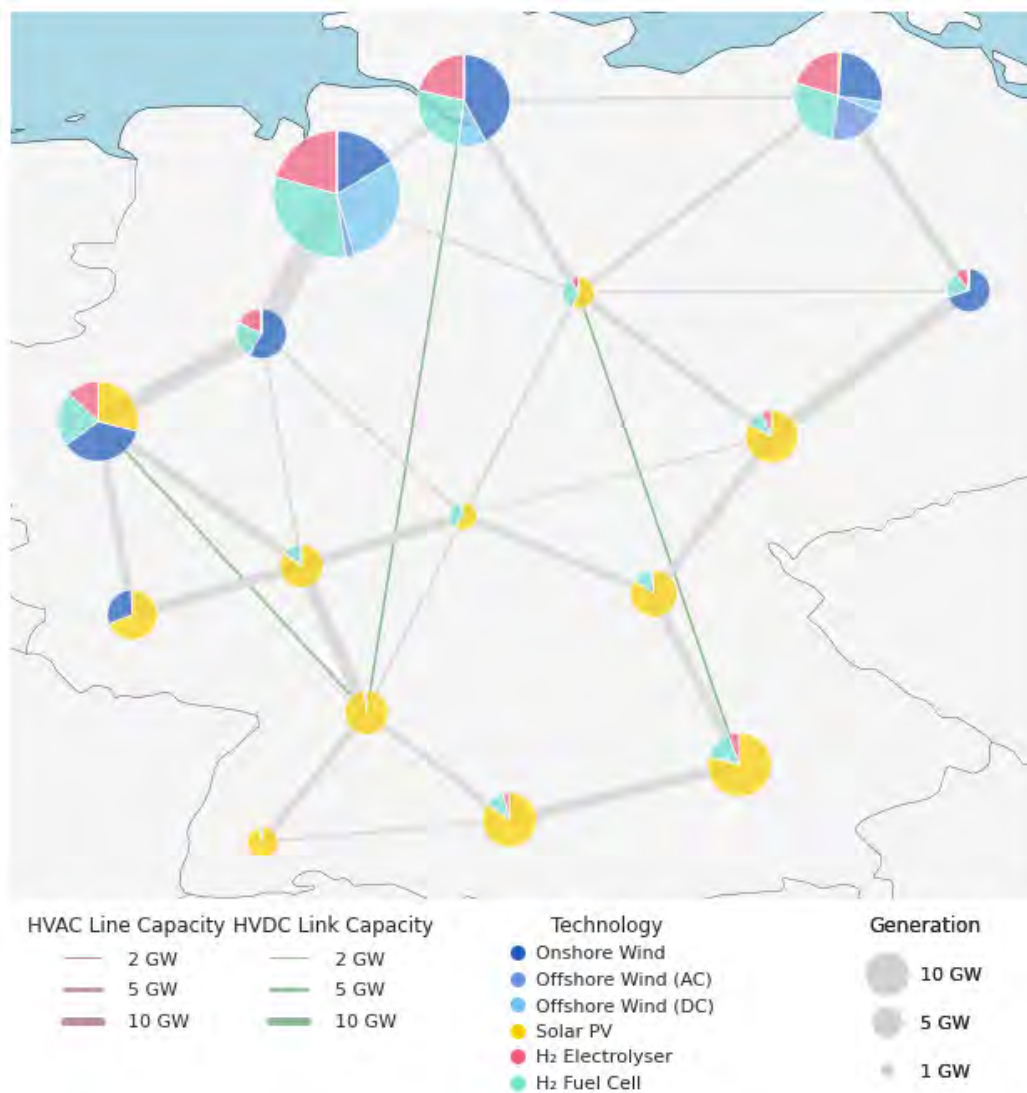 HVAC Line Capacity
2 GW
5 GW
10 GW
HVDC Link Capacity
2 GW
5 GW
10 GW
Technology
Onshore Wind
Offshore Wind (AC)
Offshore Wind (DC)
Solar PV
H₂ Electrolyser
H₂ Fuel Cell
Generation
10 GW
5 GW
1 GW